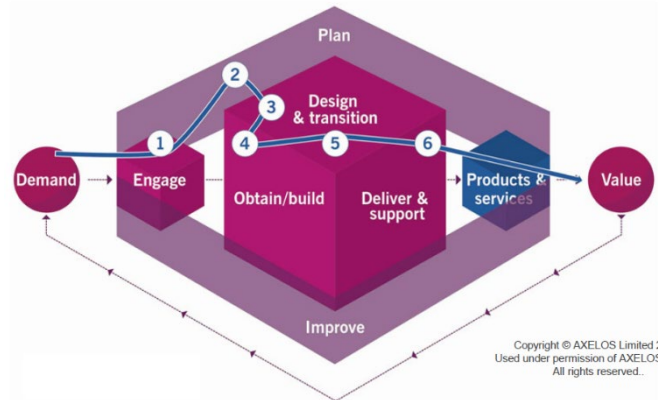 Plan
2
3
Design
& transition
1
4
5
6
Demand
Engage
Obtain/build
Deliver &
support
Products &
services
Value
Improve
Copyright © AXELOS Limited 2
Used under permission of AXELOS
All rights reserved..